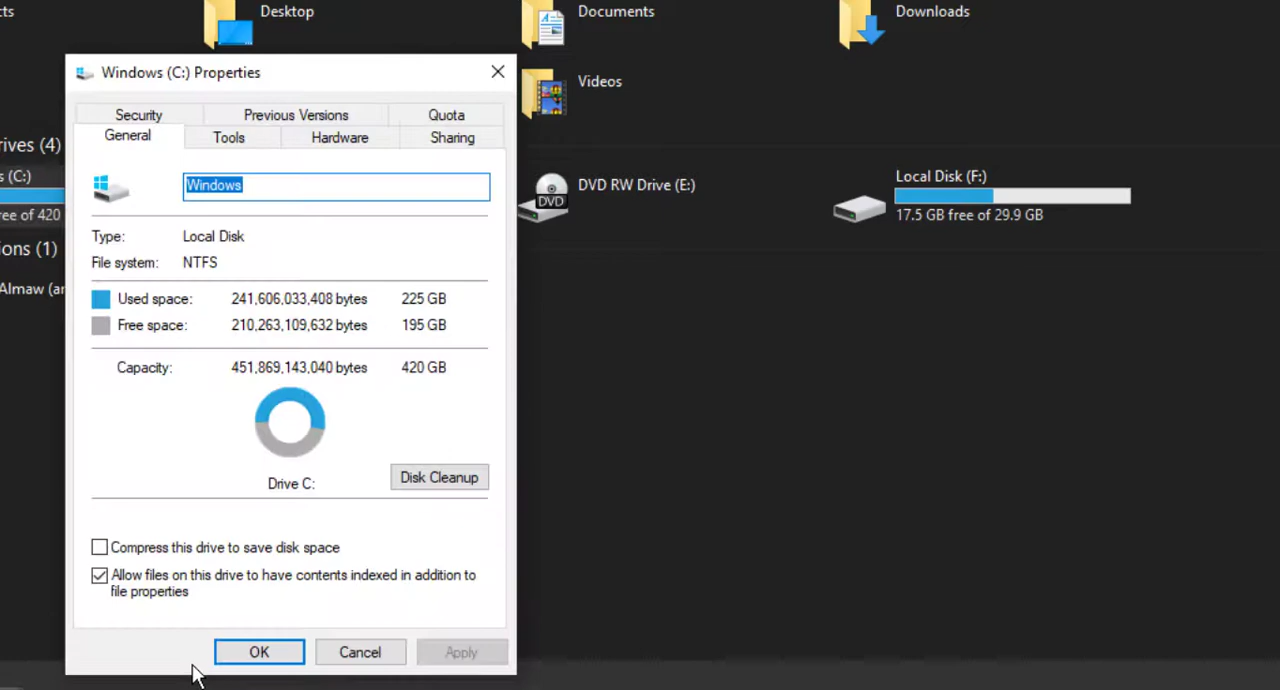 cts
Desktop
Documents
Downloads
Videos
rives (4)
s (C:)
ree of 420
ions (1)
Almaw (ar
DVD RW Drive (E:)
DVD
Local Disk (F:)
17.5 GB free of 29.9 GB
Windows (C:) Properties
Security
Previous Versions
Quota
General
Tools
Hardware
Sharing
Windows
Type: Local Disk
File system: NTFS
Used space: 241,606,033,408 bytes 225 GB
Free space: 210,263,109,632 bytes 195 GB
Capacity: 451,869,143,040 bytes 420 GB
Drive C:
Disk Cleanup
Compress this drive to save disk space
Allow files on this drive to have contents indexed in addition to
file properties
OK
Cancel
Apply